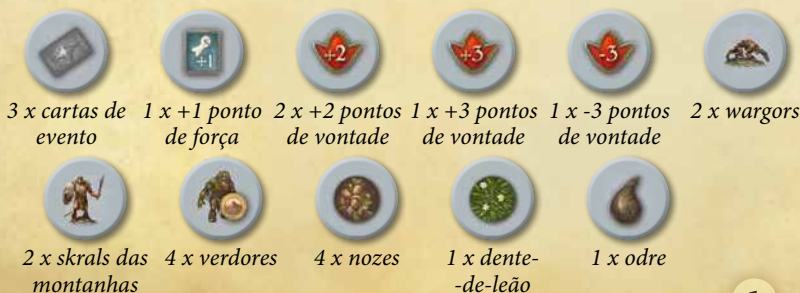 +1
+2
+3
-3
3 x cartas de evento
1 x +1 ponto de força
2 x +2 pontos de vontade
1 x +3 pontos de vontade
1 x -3 pontos de vontade
2 x wargors
2 x skrals das montanhas
4 x verdores
4 x nozes
1 x dente-
-de-leão
1 x odre